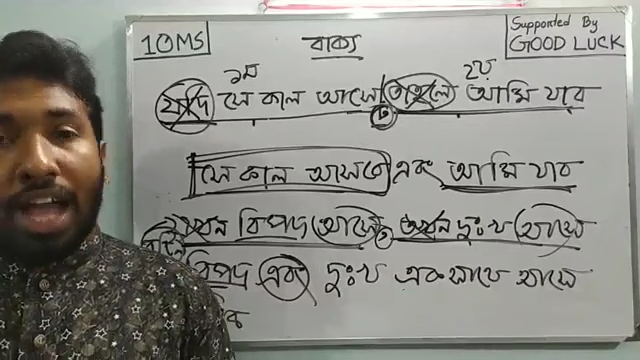 10MS
বাক্য
Supported By
GOOD LUCK
১ম ২য়
যদি সে কাল আসে তাহলে আমি যাব
সে কাল আসবে এবং আমি যাব
যখন বিপদ আসে তখন দুঃখ আসে
বিপদ এবং দুঃখ একসাথে আসে